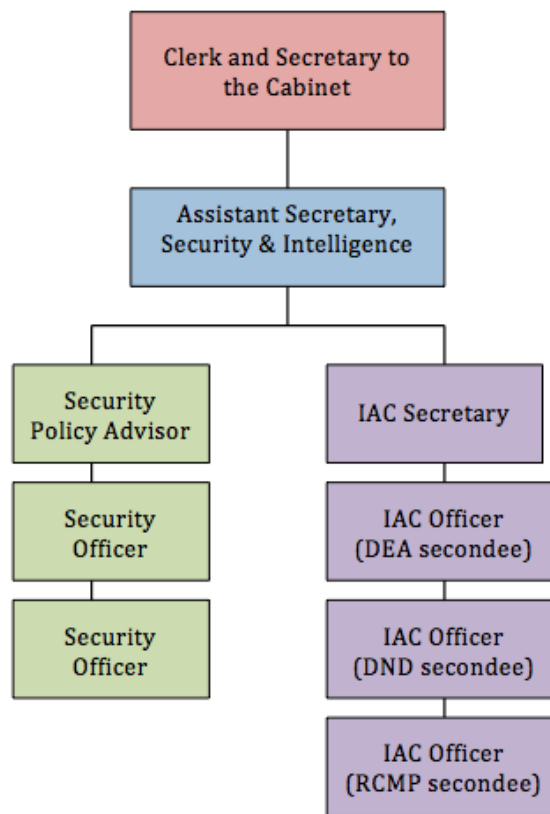 Clerk and Secretary to
the Cabinet
Assistant Secretary,
Security & Intelligence
Security
Policy Advisor
Security
Officer
Security
Officer
IAC Secretary
IAC Officer
(DEA secondee)
IAC Officer
(DND secondee)
IAC Officer
(RCMP secondee)